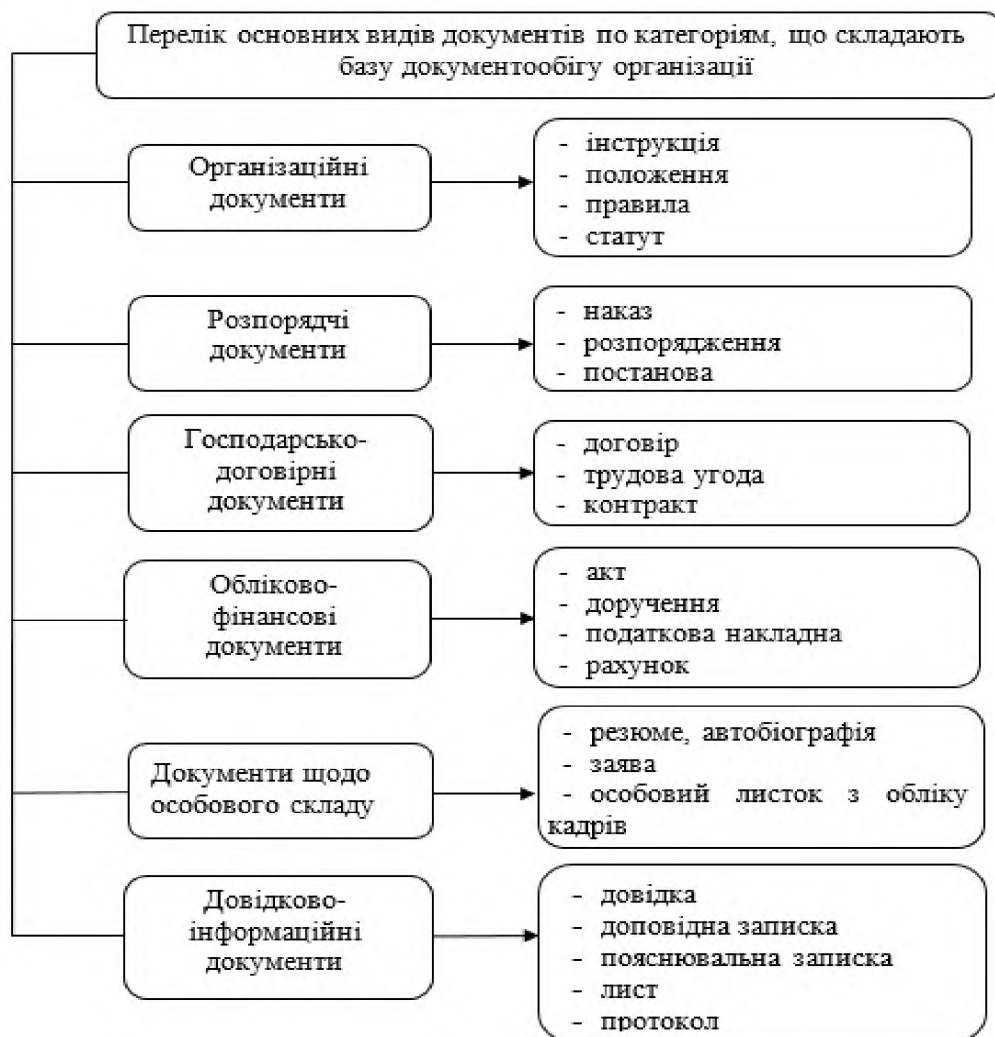 Перелік основних видів документів по категоріям, що складають
базу документообігу організації
Організаційні
документи
- інструкція
- положення
- правила
- статут
Розпорядчі
документи
- наказ
- розпорядження
- постанова
Господарсько-
договірні
документи
- договір
- трудова угода
- контракт
Обліково-
фінансові
документи
- акт
- доручення
- податкова накладна
- рахунок
Документи щодо
особового складу
- резюме, автобіографія
- заява
- особовий листок з обліку
кадрів
Довідково-
інформаційні
документи
- довідка
- доповідна записка
- пояснювальна записка
- лист
- протокол